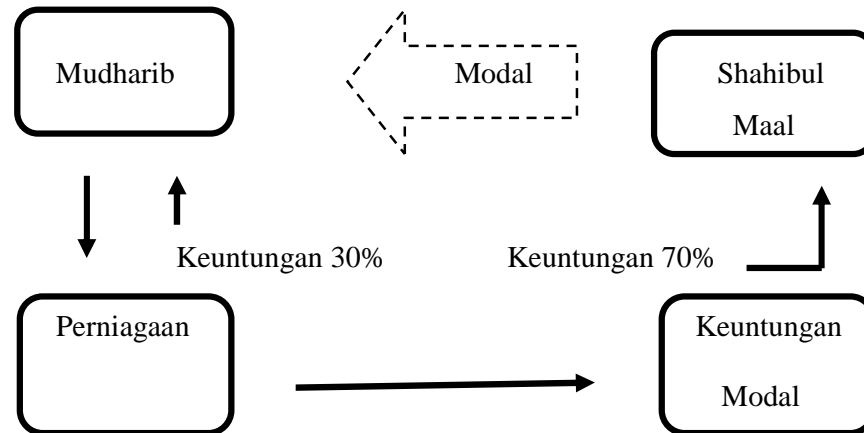 Mudharib
Modal
Shahibul
Maal
Keuntungan 30%
Keuntungan 70%
Perniagaan
Keuntungan
Modal